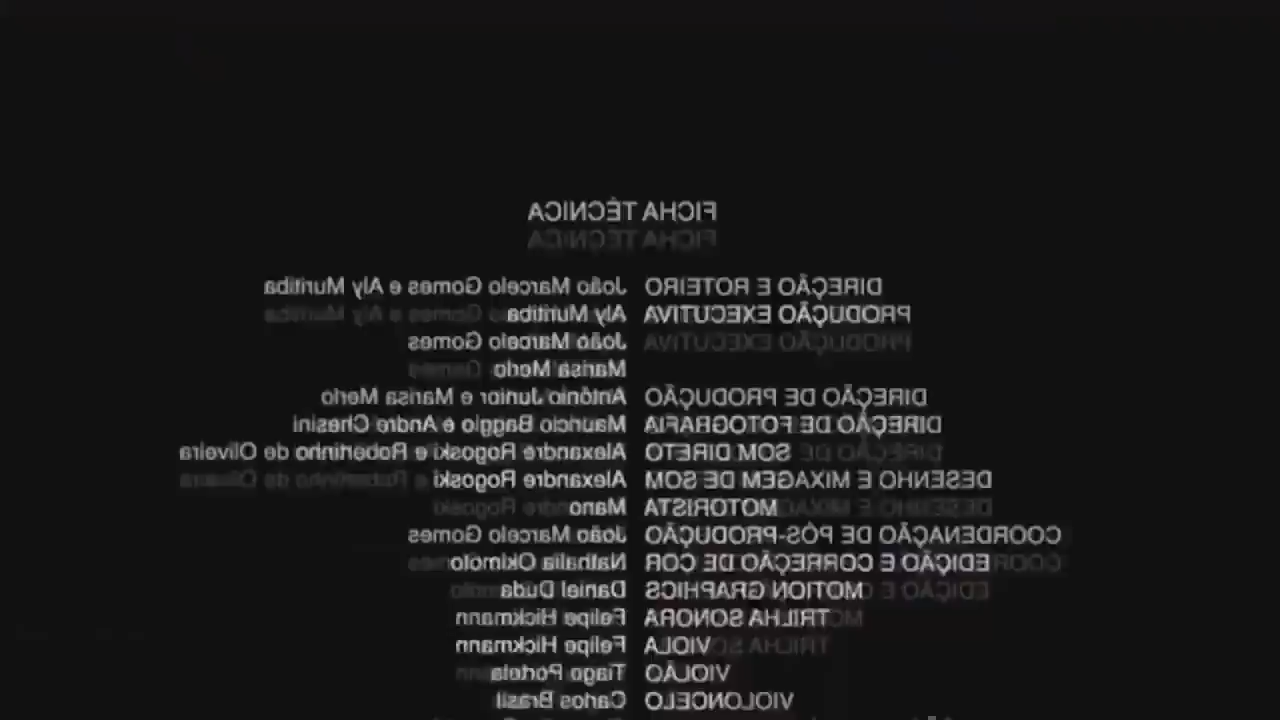 FICHA TÉCNICA
DIREÇÃO E ROTEIRO João Marcelo Gomes e Aly Muritiba
PRODUÇÃO EXECUTIVA Aly Muritiba
João Marcelo Gomes
Marisa Merlo
DIREÇÃO DE PRODUÇÃO Antônio Junior e Marisa Merlo
DIREÇÃO DE FOTOGRAFIA Mauricio Baggio e Andre Chesini
SOM DIRETO Alexandre Rogoski e Robertinho de Oliveira
DESENHO E MIXAGEM DE SOM Alexandre Rogoski
MOTORISTA Mano
COORDENAÇÃO DE PÓS-PRODUÇÃO João Marcelo Gomes
EDIÇÃO E CORREÇÃO DE COR Nathalia Okimoto
MOTION GRAPHICS Daniel Duda
TRILHA SONORA Felipe Hickmann
VIOLA Felipe Hickmann
VIOLÃO Tiago Portela
VIOLONCELO Carlos Brasil